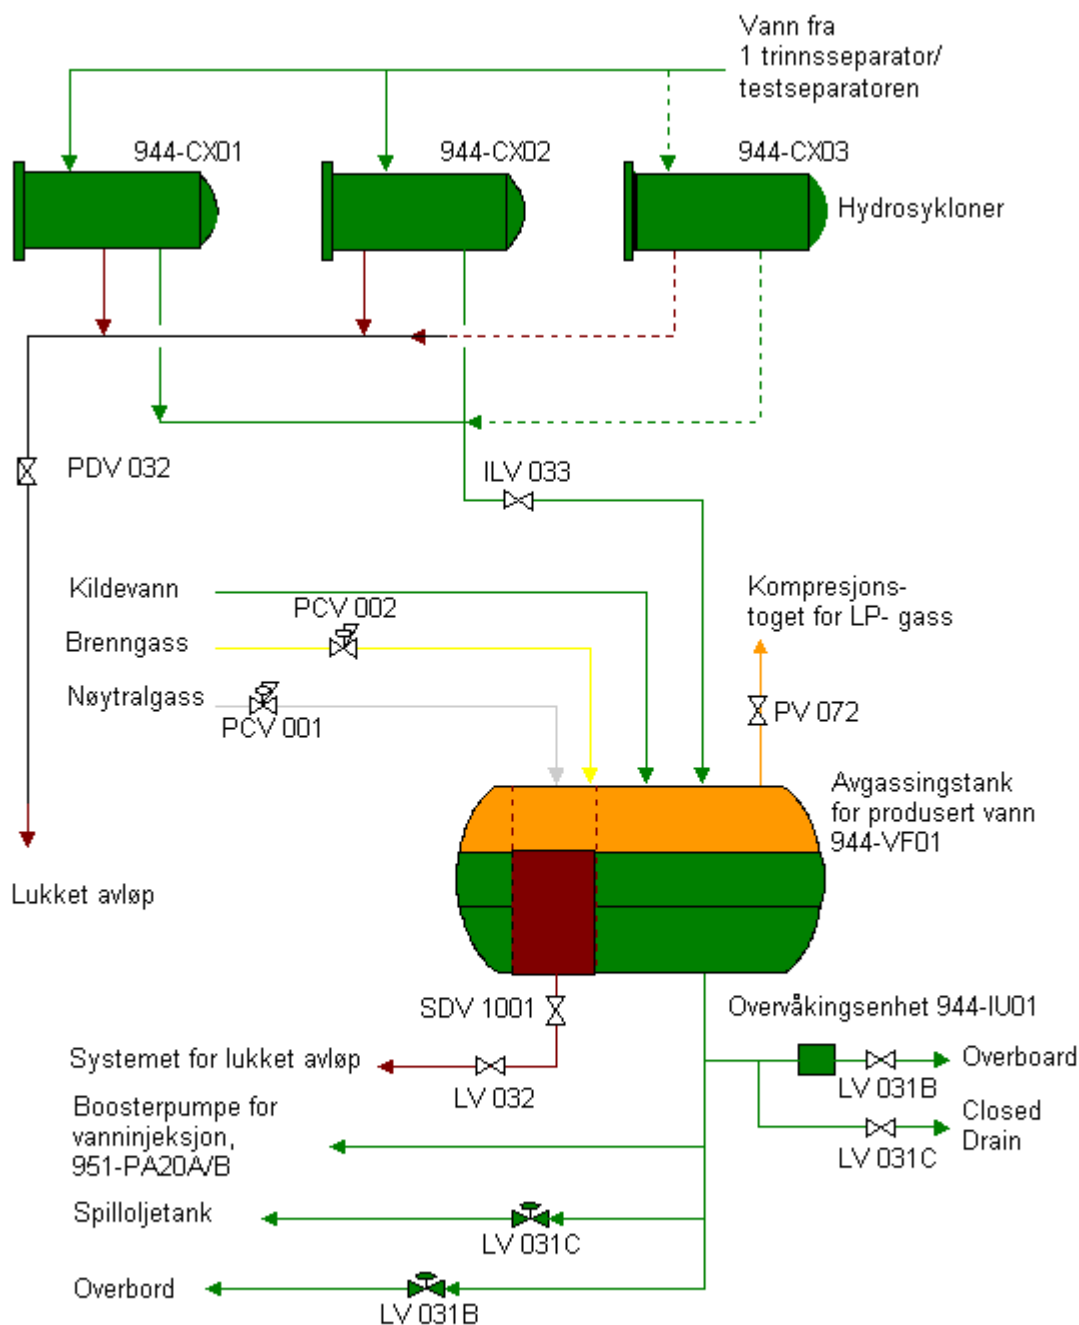 Vann fra
1 trinnsseparator/
testseparatoren
944-CX01
944-CX02
944-CX03
Hydrosykloner
PDV 032
ILV 033
Kildevann
PCV 002
Brenngass
Nøytralgass
PCV 001
Kompresjons-
toget for LP- gass
PV 072
Avgassingstank
for produsert vann
944-VF01
Lukket avløp
SDV 1001
Overvåkingsenhet 944-IU01
Systemet for lukket avløp
LV 032
Overboard
LV 031B
Closed
Drain
LV 031C
Boosterpumpe for
vanninjeksjon,
951-PA20A/B
Spilloljetank
LV 031C
Overbord
LV 031B